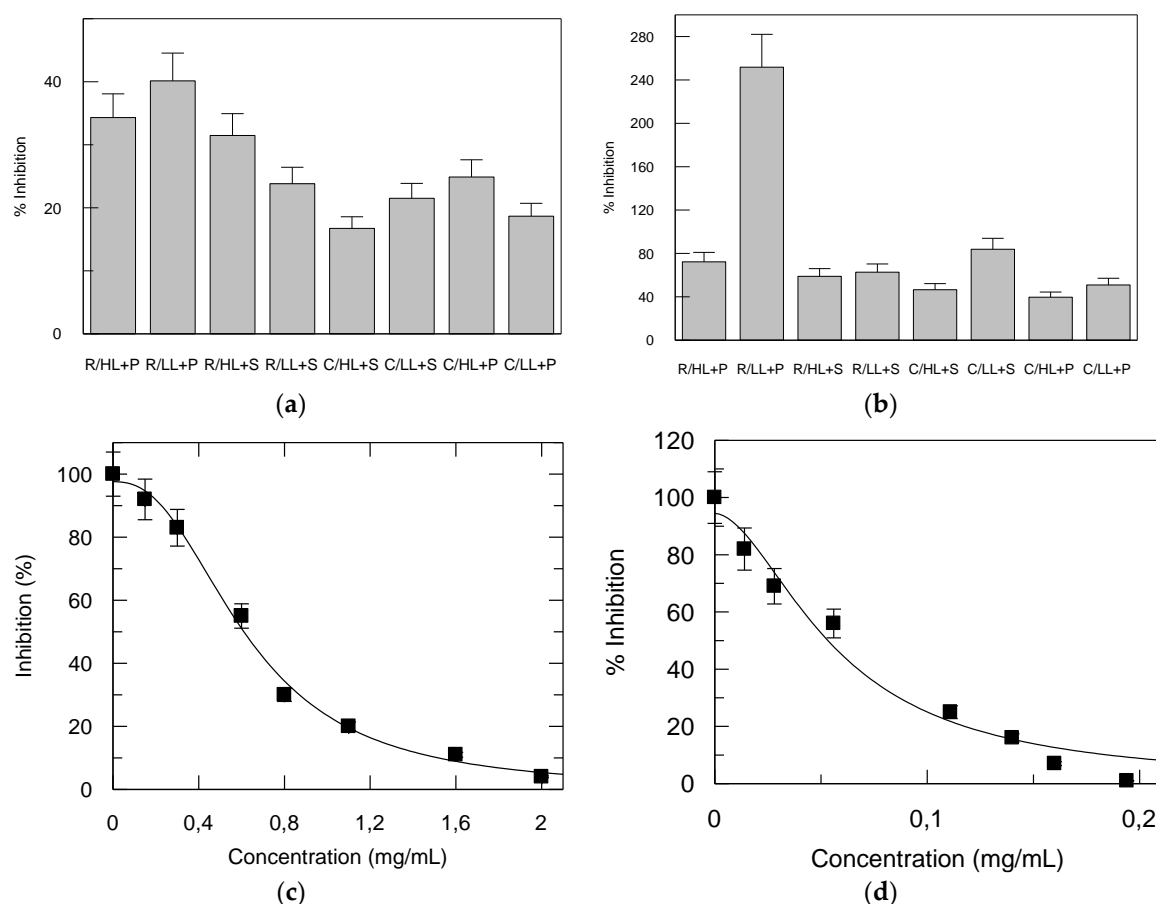 40
20
0
% Inhibition
R/HL+P R/LL+P R/HL+S R/LL+S C/HL+S C/LL+S C/HL+P C/LL+P
(a)
280
240
200
160
120
80
40
0
% Inhibition
R/HL+P R/LL+P R/HL+S R/LL+S C/HL+S C/LL+S C/HL+P C/LL+P
(b)
100
80
60
40
20
0
Inhibition (%)
0 0,4 0,8 1,2 1,6 2
Concentration (mg/mL)
(c)
120
100
80
60
40
20
0
% Inhibition
0 0,1 0,2
Concentration (mg/mL)
(d)